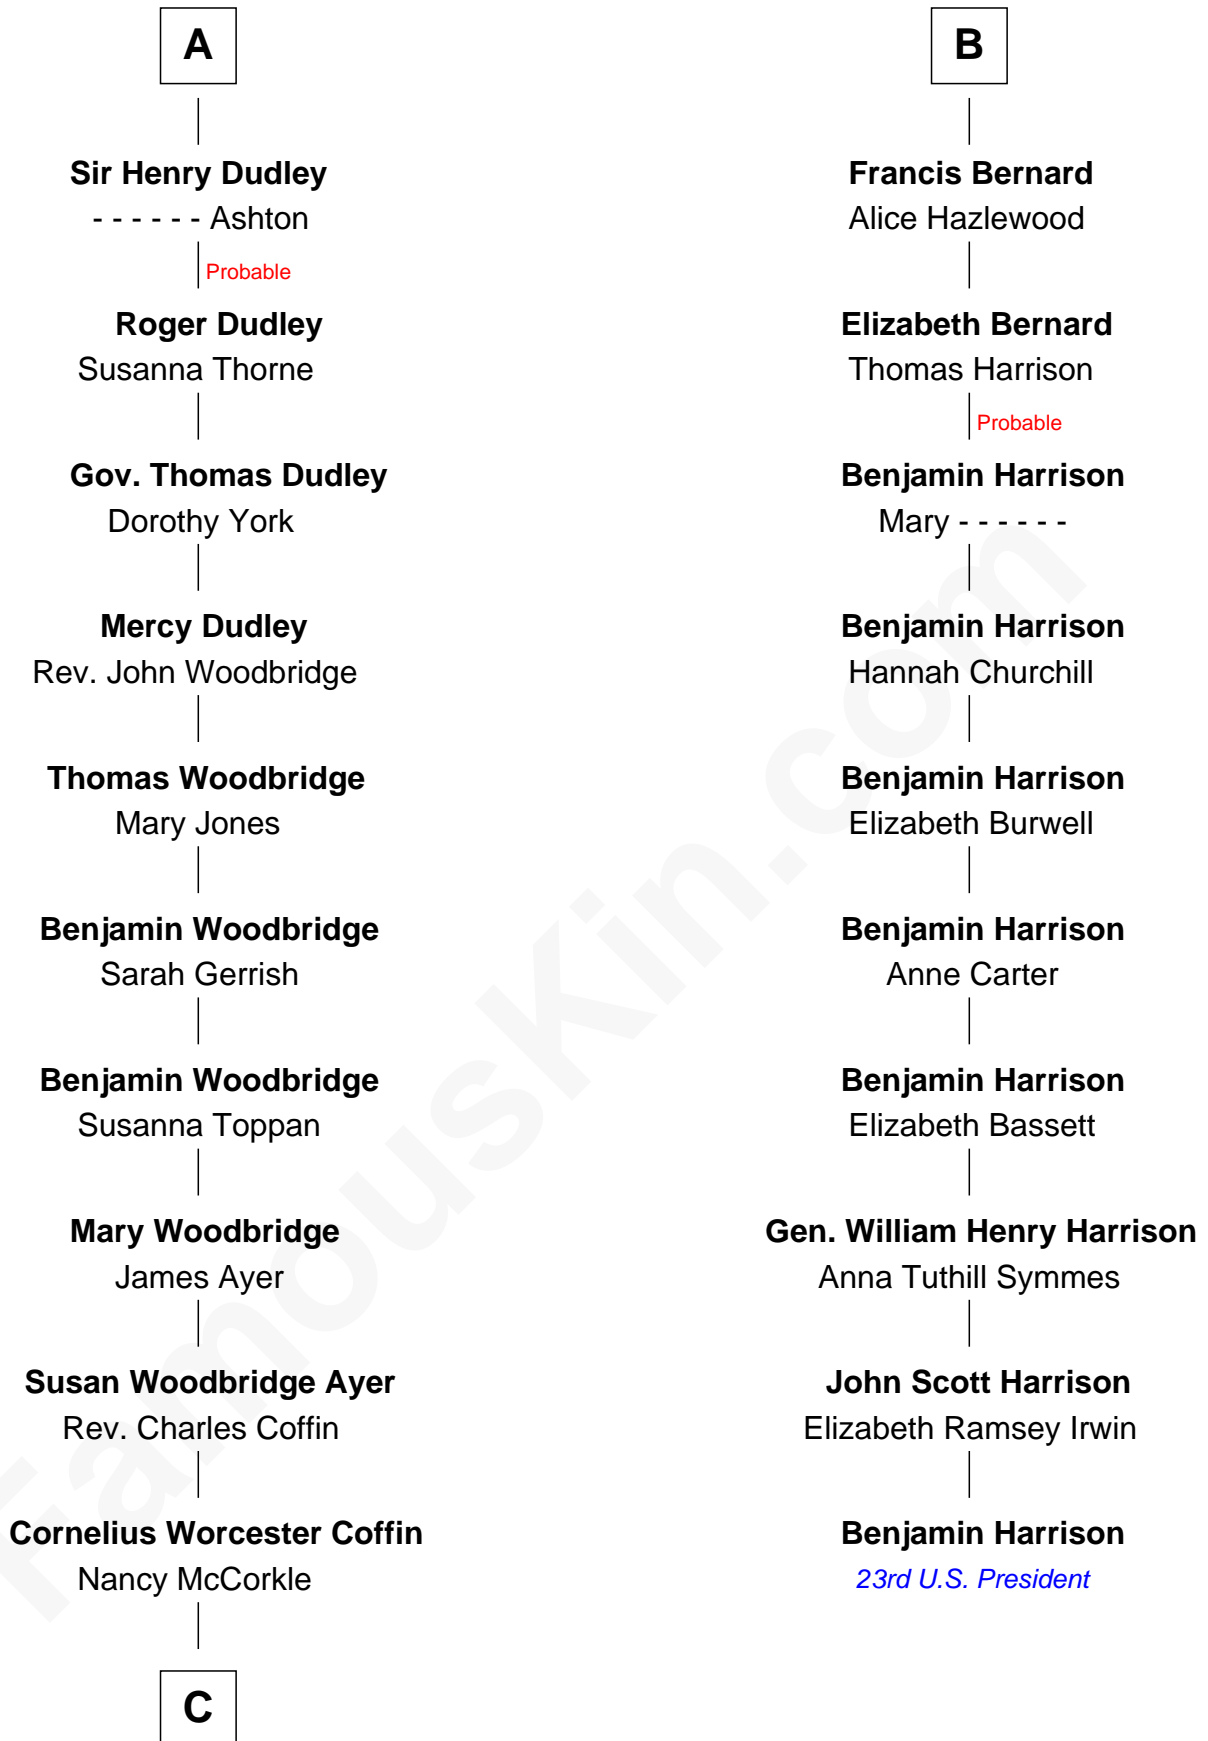 A
Sir Henry Dudley
- - - - - - Ashton
Probable
Roger Dudley
Susanna Thorne
Gov. Thomas Dudley
Dorothy York
Mercy Dudley
Rev. John Woodbridge
Thomas Woodbridge
Mary Jones
Benjamin Woodbridge
Sarah Gerrish
Benjamin Woodbridge
Susanna Toppan
Mary Woodbridge
James Ayer
Susan Woodbridge Ayer
Rev. Charles Coffin
Cornelius Worcester Coffin
Nancy McCorkle
C
B
Francis Bernard
Alice Hazlewood
Elizabeth Bernard
Thomas Harrison
Probable
Benjamin Harrison
Mary - - - - - -
Benjamin Harrison
Hannah Churchill
Benjamin Harrison
Elizabeth Burwell
Benjamin Harrison
Anne Carter
Benjamin Harrison
Elizabeth Bassett
Gen. William Henry Harrison
Anna Tuthill Symmes
John Scott Harrison
Elizabeth Ramsey Irwin
Benjamin Harrison
23rd U.S. President
FamousKin.com